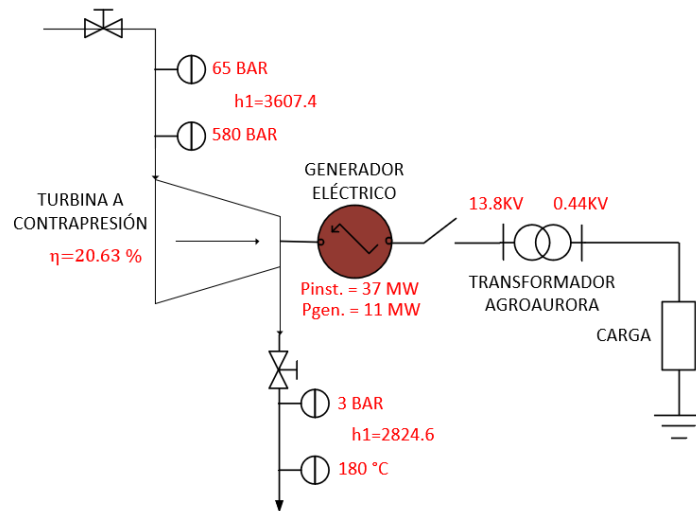 65 BAR
h1=3607.4
580 BAR
TURBINA A
CONTRAPRESIÓN
η=20.63 %
GENERADOR
ELÉCTRICO
Pinst. = 37 MW
Pgen. = 11 MW
13.8KV
0.44KV
TRANSFORMADOR
AGROAURORA
CARGA
3 BAR
h1=2824.6
180 °C